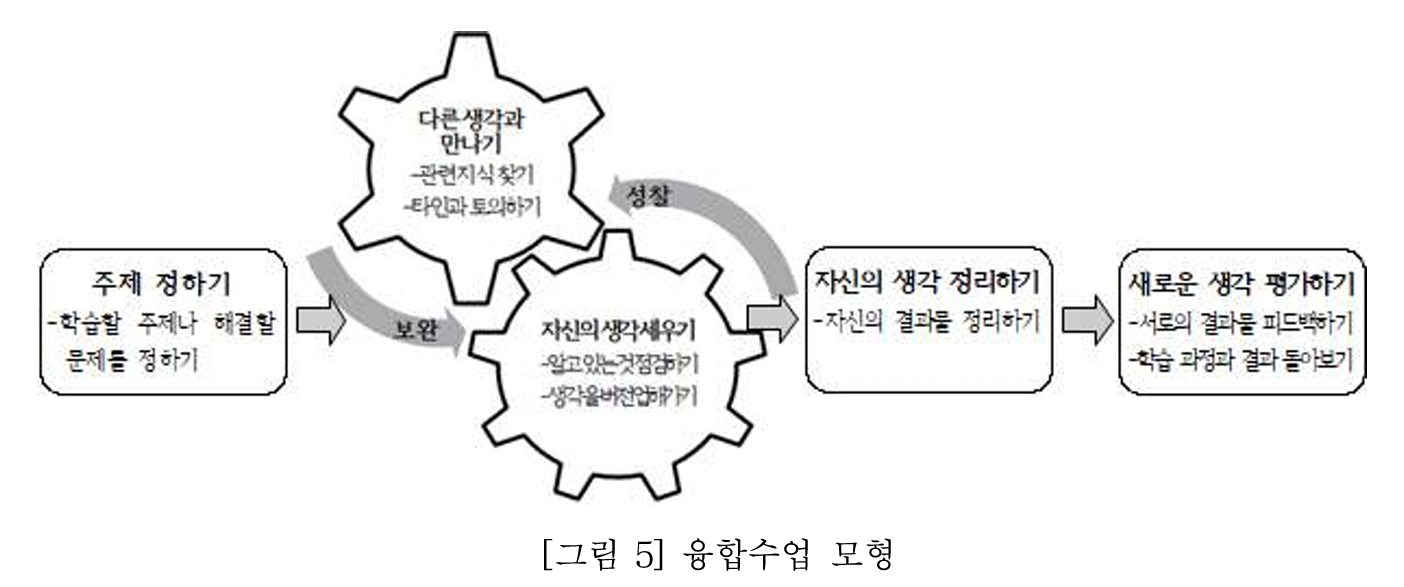 다른생각과
만나기
-관련지식 찾기
-타인과 토의하기
성찰
주제 정하기
-학습할 주제나 해결할
문제를 정하기
보완
자신의생각세우기
-알고있는것점검하기
-생각을버전업해가기
자신의 생각 정리하기
-자신의 결과물 정리하기
새로운 생각 평가하기
-서로의 결과물 피드백하기
-학습 과정과 결과 돌아보기
[그림 5] 융합수업 모형